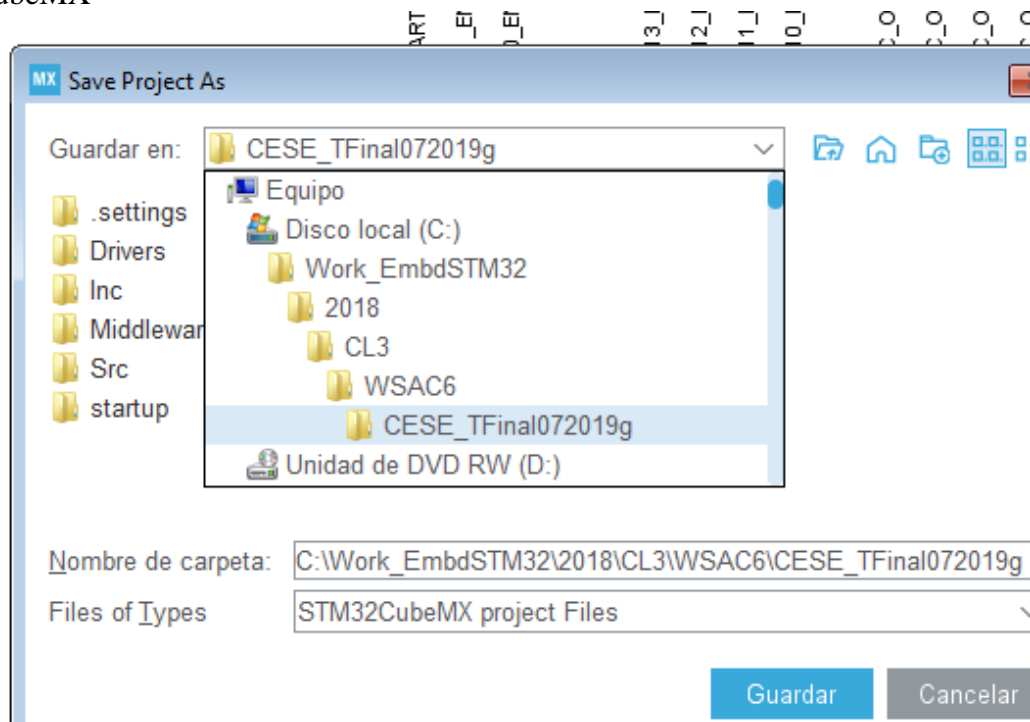 MX Save Project As
Guardar en: CESE_TFinal072019g
Equipo
.settings
Disco local (C:)
Drivers
Work_EmbdSTM32
Inc
2018
Middlewar
CL3
Src
WSAC6
startup
CESE_TFinal072019g
Unidad de DVD RW (D:)
Nombre de carpeta: C:\Work_EmbdSTM32\2018\CL3\WSAC6\CESE_TFinal072019g
Files of Types STM32CubeMX project Files
Guardar Cancelar